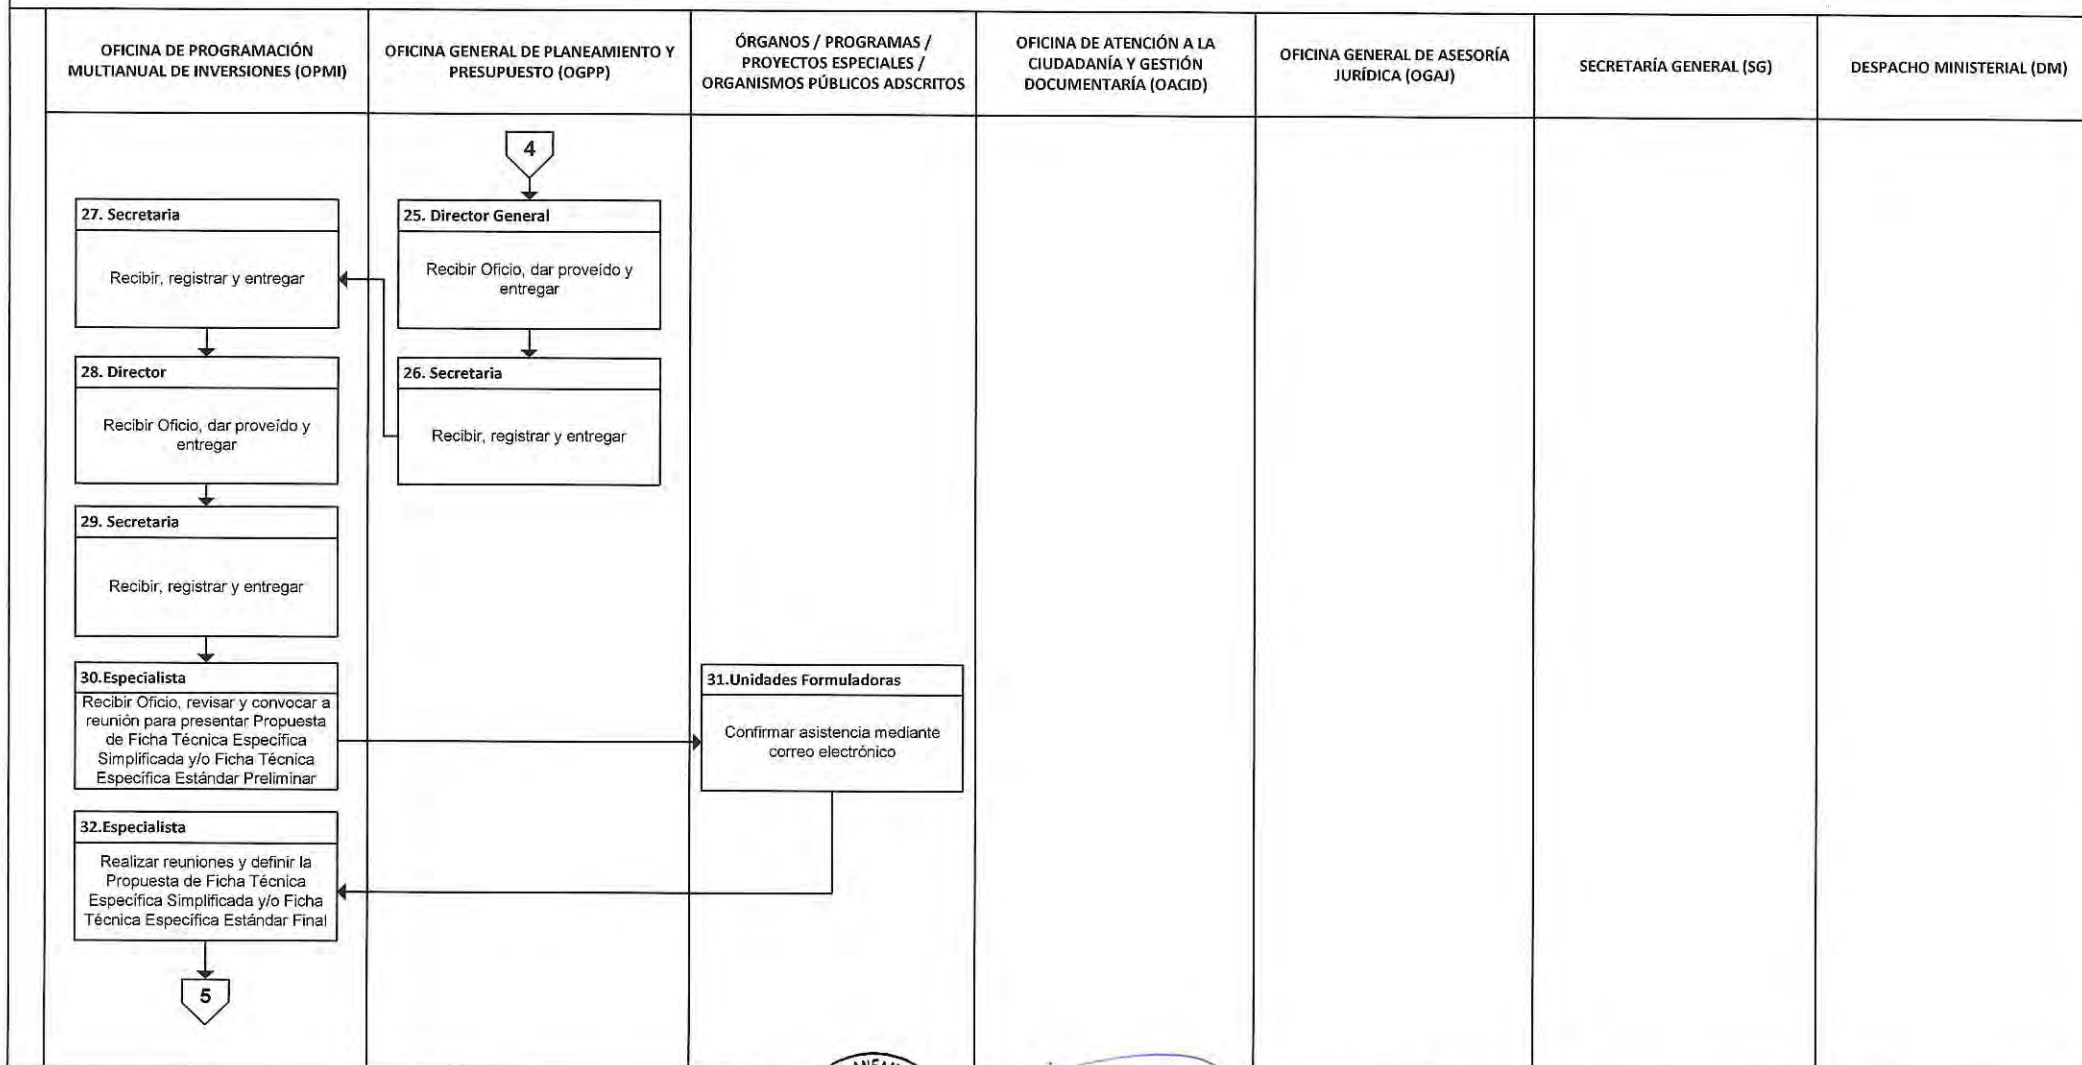 OFICINA DE PROGRAMACIÓN
MULTIANUAL DE INVERSIONES (OPMI)
OFICINA GENERAL DE PLANEAMIENTO Y
PRESUPUESTO (OGPP)
ÓRGANOS / PROGRAMAS /
PROYECTOS ESPECIALES /
ORGANISMOS PÚBLICOS ADSCRITOS
OFICINA DE ATENCIÓN A LA
CIUDADANÍA Y GESTIÓN
DOCUMENTARÍA (OACID)
OFICINA GENERAL DE ASESORÍA
JURÍDICA (OGAJ)
SECRETARÍA GENERAL (SG)
DESPACHO MINISTERIAL (DM)
4
25. Director General
Recibir Oficio, dar proveído y
entregar
26. Secretaria
Recibir, registrar y entregar
27. Secretaria
Recibir, registrar y entregar
28. Director
Recibir Oficio, dar proveído y
entregar
29. Secretaria
Recibir, registrar y entregar
30.Especialista
Recibir Oficio, revisar y convocar a
reunión para presentar Propuesta
de Ficha Técnica Específica
Simplificada y/o Ficha Técnica
Específica Estándar Preliminar
31.Unidades Formuladoras
Confirmar asistencia mediante
correo electrónico
32.Especialista
Realizar reuniones y definir la
Propuesta de Ficha Técnica
Específica Simplificada y/o Ficha
Técnica Específica Estándar Final
5